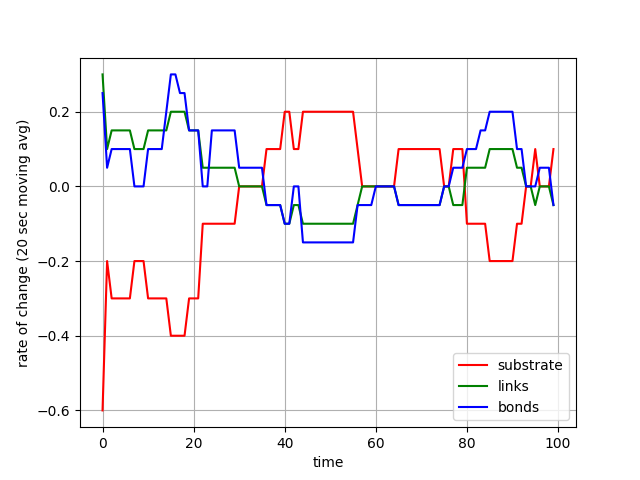 rate of change (20 sec moving avg)
0.2
0.0
−0.2
−0.4
−0.6
0 20 40 60 80 100
time
substrate
links
bonds